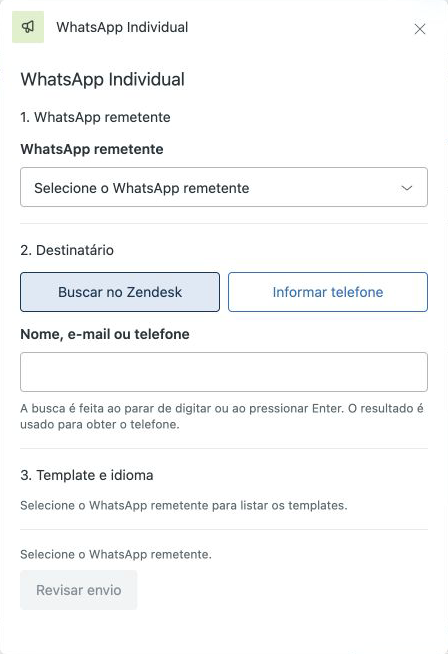 WhatsApp Individual
WhatsApp Individual
1. WhatsApp remetente
WhatsApp remetente
Selecione o WhatsApp remetente
2. Destinatário
Buscar no Zendesk
Informar telefone
Nome, e-mail ou telefone
A busca é feita ao parar de digitar ou ao pressionar Enter. O resultado é
usado para obter o telefone.
3. Template e idioma
Selecione o WhatsApp remetente para listar os templates.
Selecione o WhatsApp remetente.
Revisar envio